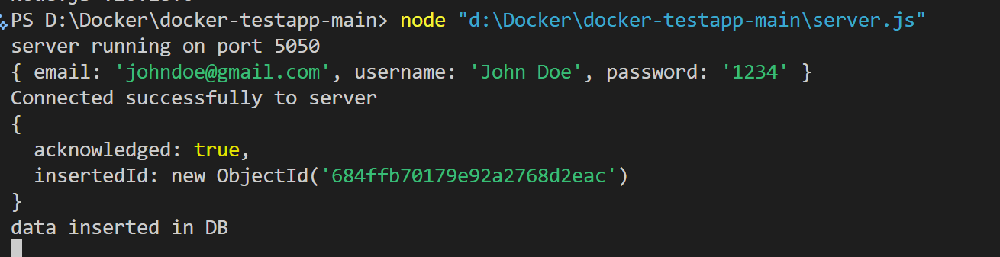 PS D:\Docker\docker-testapp-main> node "d:\Docker\docker-testapp-main\server.js"
server running on port 5050
{ email: 'johndoe@gmail.com', username: 'John Doe', password: '1234' }
Connected successfully to server
{
  acknowledged: true,
  insertedId: new ObjectId('684ffb70179e92a2768d2eac')
}
data inserted in DB